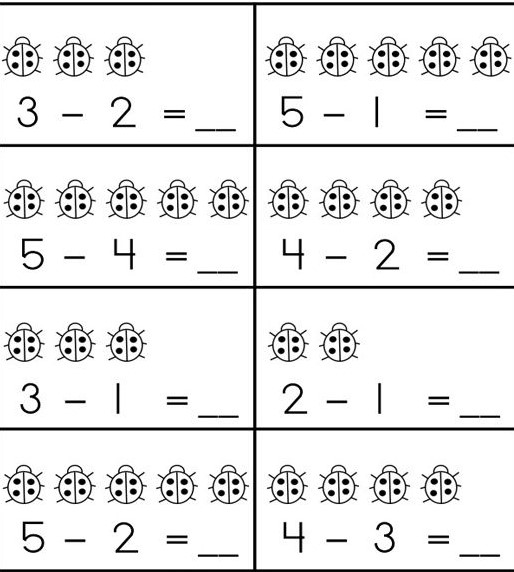 3 - 2 = __
5 - 1 = __
5 - 4 = __
4 - 2 = __
3 - 1 = __
2 - 1 = __
5 - 2 = __
4 - 3 = __